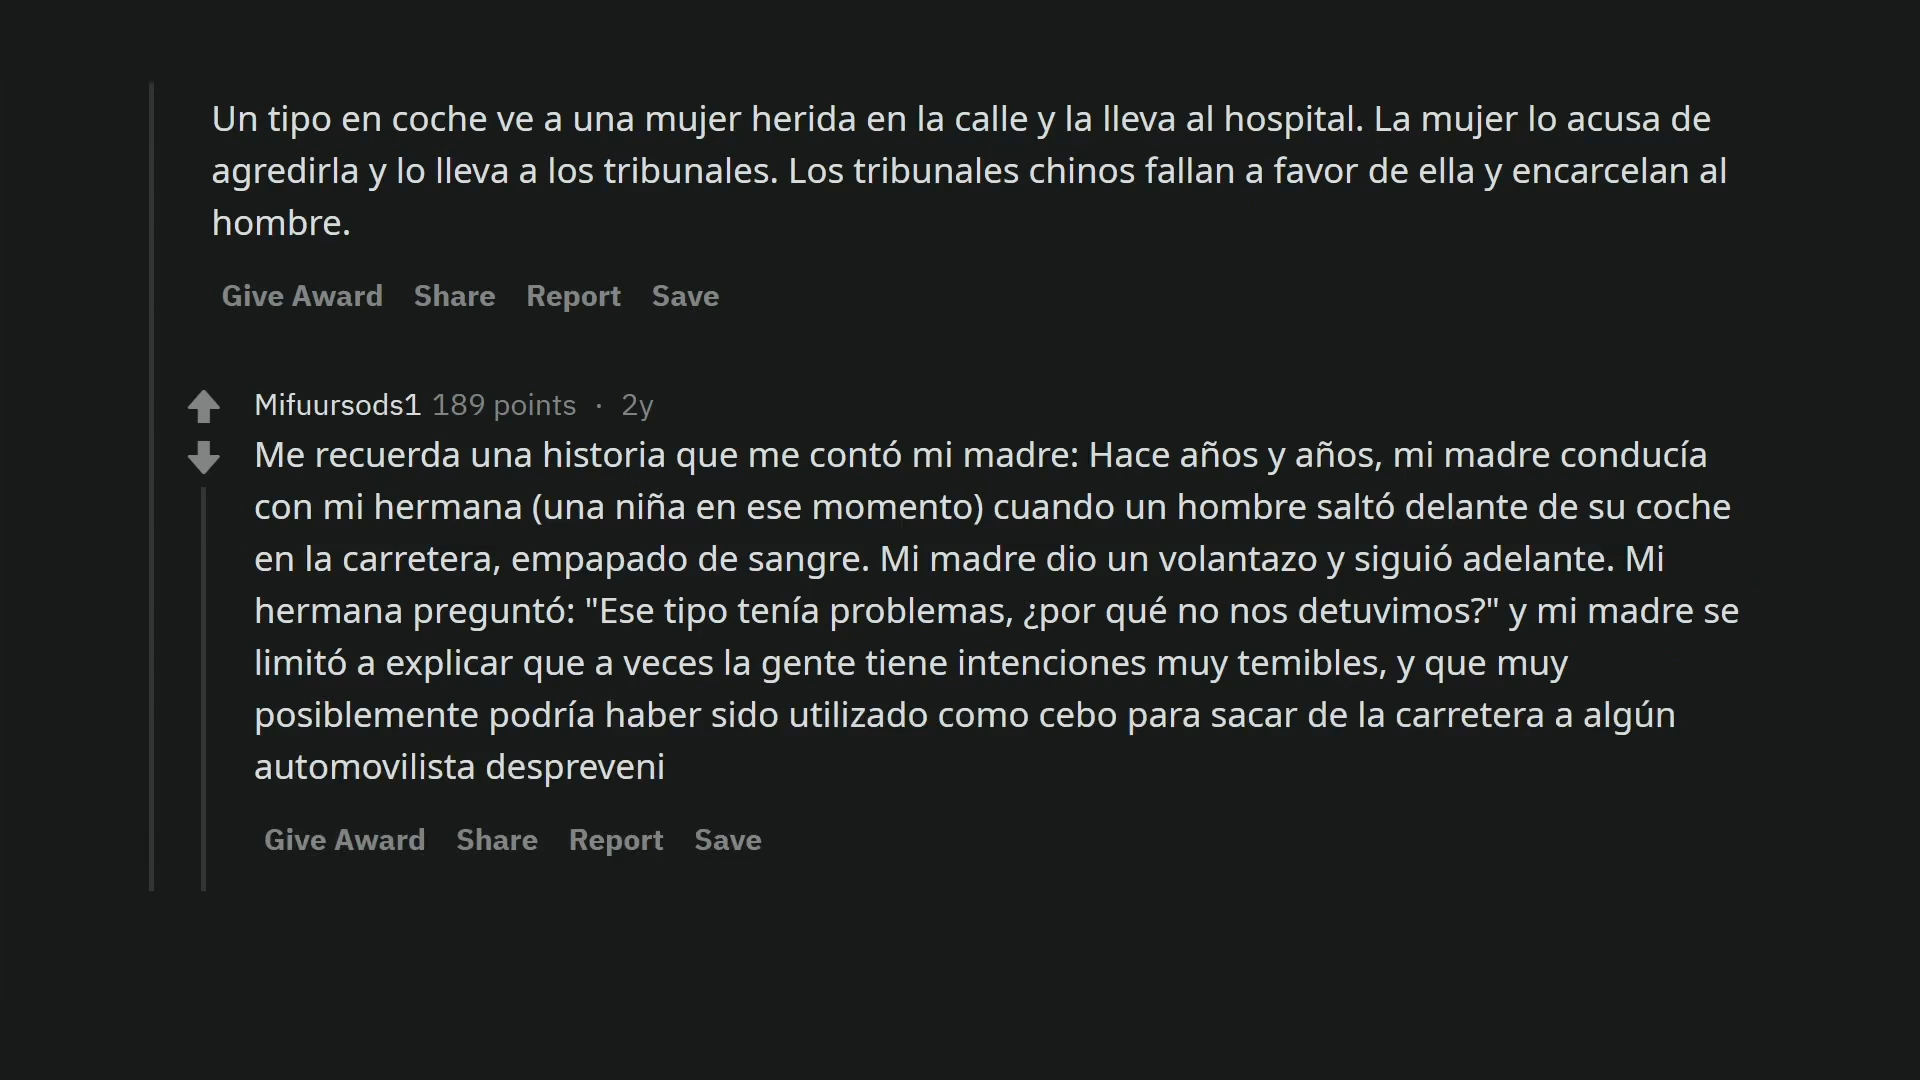 Un tipo en coche ve a una mujer herida en la calle y la lleva al hospital. La mujer lo acusa de
agredirla y lo lleva a los tribunales. Los tribunales chinos fallan a favor de ella y encarcelan al
hombre.
Give Award Share Report Save
Mifuursods1 189 points · 2y
Me recuerda una historia que me contó mi madre: Hace años y años, mi madre conducía
con mi hermana (una niña en ese momento) cuando un hombre saltó delante de su coche
en la carretera, empapado de sangre. Mi madre dio un volantazo y siguió adelante. Mi
hermana preguntó: "Ese tipo tenía problemas, ¿por qué no nos detuvimos?" y mi madre se
limitó a explicar que a veces la gente tiene intenciones muy temibles, y que muy
posiblemente podría haber sido utilizado como cebo para sacar de la carretera a algún
automovilista despreveni
Give Award Share Report Save